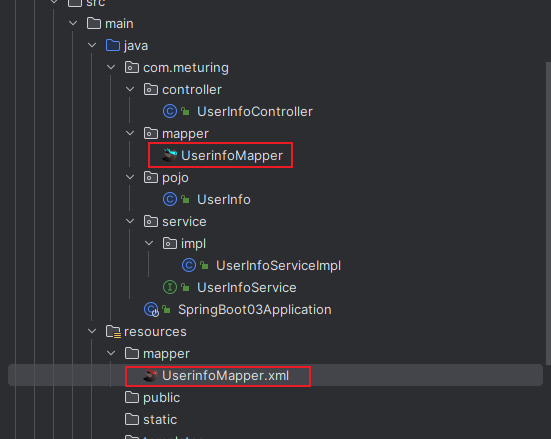 src
main
java
com.meturing
controller
UserInfoController
mapper
UserinfoMapper
pojo
UserInfo
service
impl
UserInfoServiceImpl
UserInfoService
SpringBoot03Application
resources
mapper
UserinfoMapper.xml
public
static